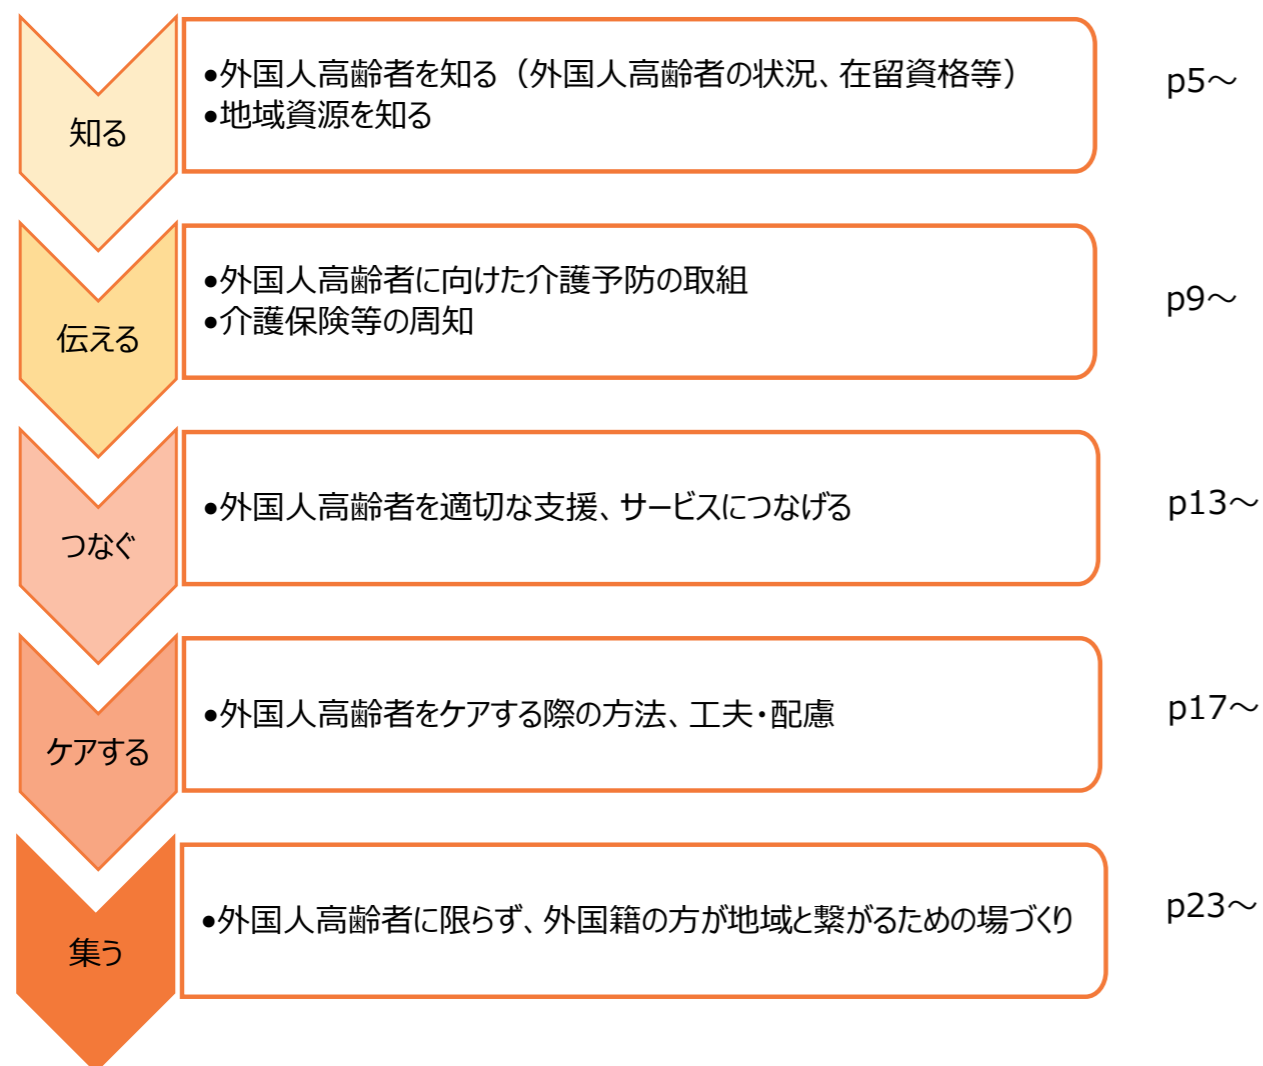 知る
●外国人高齢者を知る（外国人高齢者の状況、在留資格等）
●地域資源を知る
p5～
伝える
●外国人高齢者に向けた介護予防の取組
●介護保険等の周知
p9～
つなぐ
●外国人高齢者を適切な支援、サービスにつなげる
p13～
ケアする
●外国人高齢者をケアする際の方法、工夫・配慮
p17～
集う
●外国人高齢者に限らず、外国籍の方が地域と繋がるための場づくり
p23～